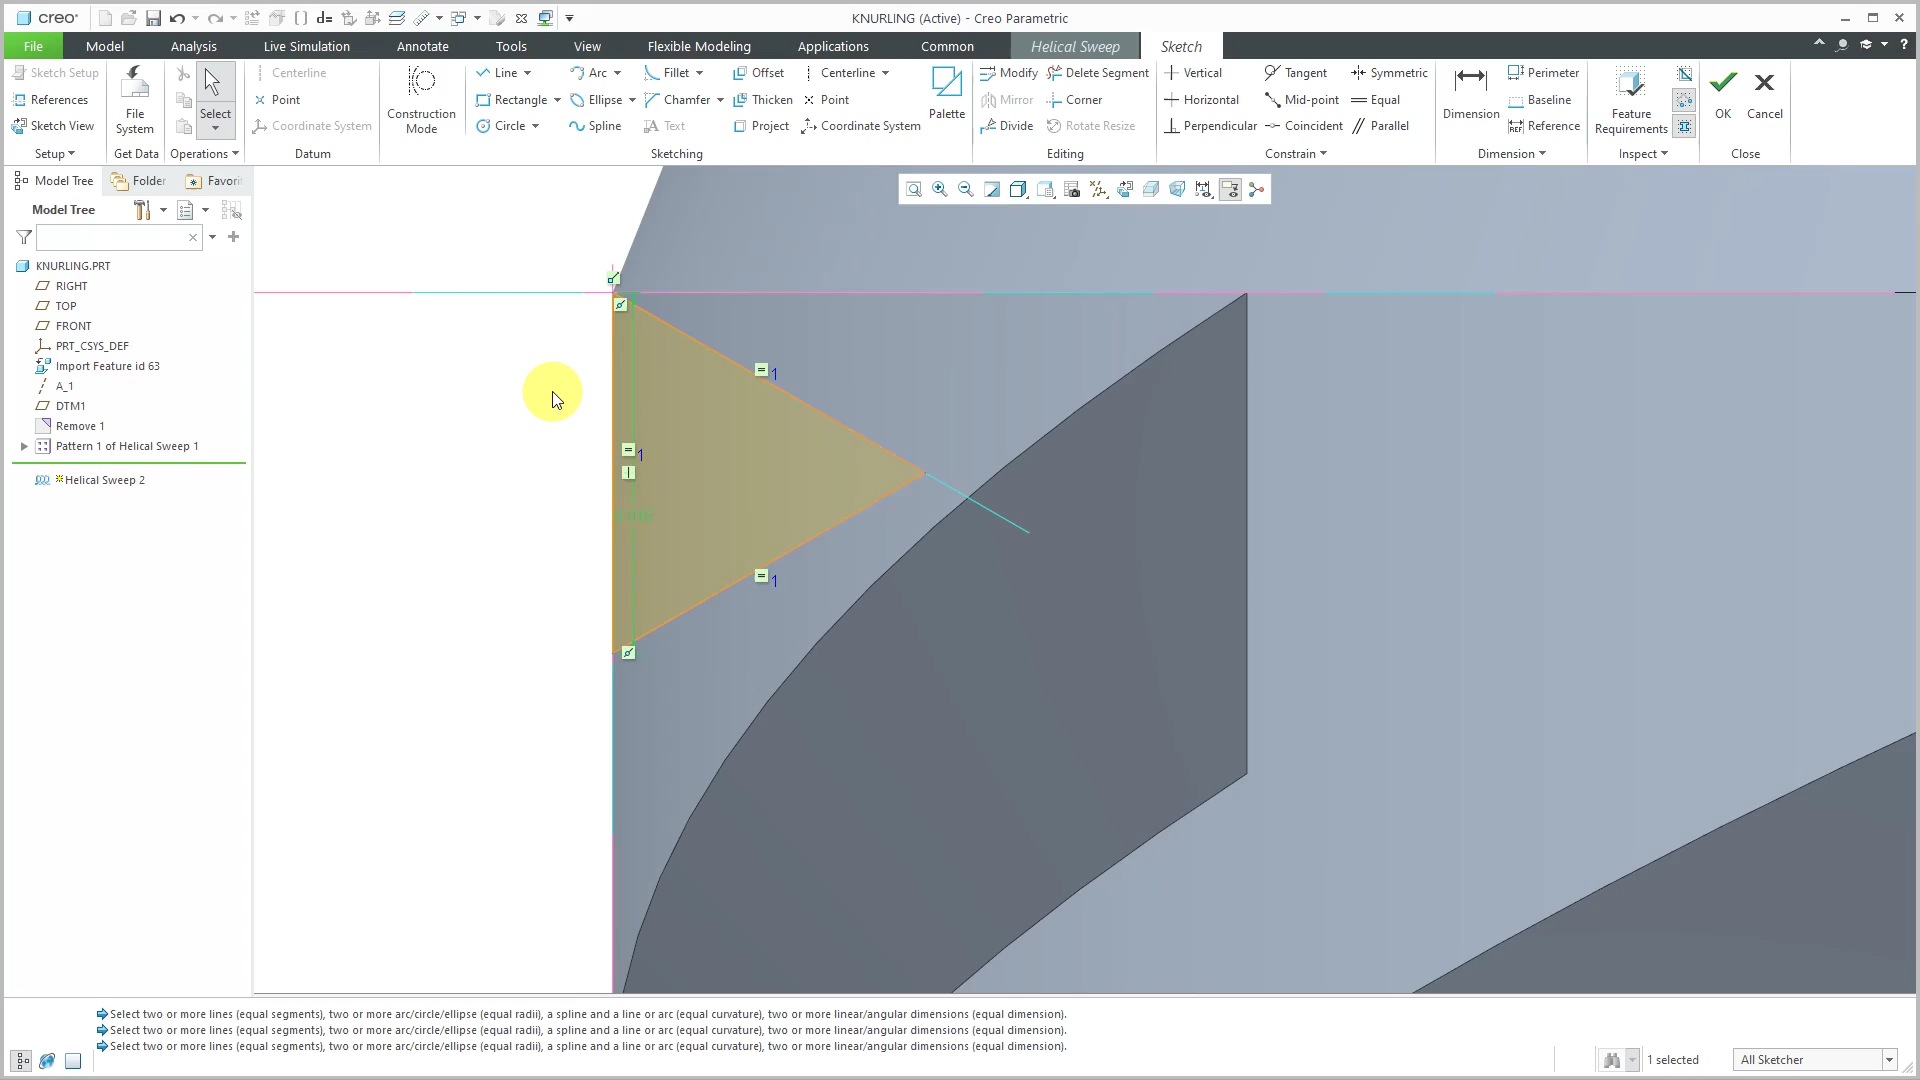 creo
d=
KNURLING (Active) - Creo Parametric
File
Model
Analysis
Live Simulation
Annotate
Tools
View
Flexible Modeling
Applications
Common
Helical Sweep
Sketch
?
Sketch Setup
References
Sketch View
Setup
File System
Get Data
Select
Operations
Centerline
Point
Coordinate System
Datum
Construction Mode
Line
Rectangle
Circle
Arc
Ellipse
Spline
Fillet
Chamfer
Text
Offset
Thicken
Project
Centerline
Point
Coordinate System
Palette
Sketching
Modify
Mirror
Divide
Delete Segment
Corner
Rotate Resize
Editing
Vertical
Horizontal
Perpendicular
Tangent
Mid-point
Coincident
Symmetric
Equal
Parallel
Constrain
Dimension
Perimeter
Baseline
Reference
Dimension
Feature Requirements
Inspect
OK
Cancel
Close
Model Tree
Folder
Favori
Model Tree
KNURLING.PRT
RIGHT
TOP
FRONT
PRT_CSYS_DEF
Import Feature id 63
A_1
DTM1
Remove 1
Pattern 1 of Helical Sweep 1
Helical Sweep 2
= 1
= 1
= 1
Select two or more lines (equal segments), two or more arc/circle/ellipse (equal radii), a spline and a line or arc (equal curvature), two or more linear/angular dimensions (equal dimension).
Select two or more lines (equal segments), two or more arc/circle/ellipse (equal radii), a spline and a line or arc (equal curvature), two or more linear/angular dimensions (equal dimension).
Select two or more lines (equal segments), two or more arc/circle/ellipse (equal radii), a spline and a line or arc (equal curvature), two or more linear/angular dimensions (equal dimension).
1 selected
All Sketcher